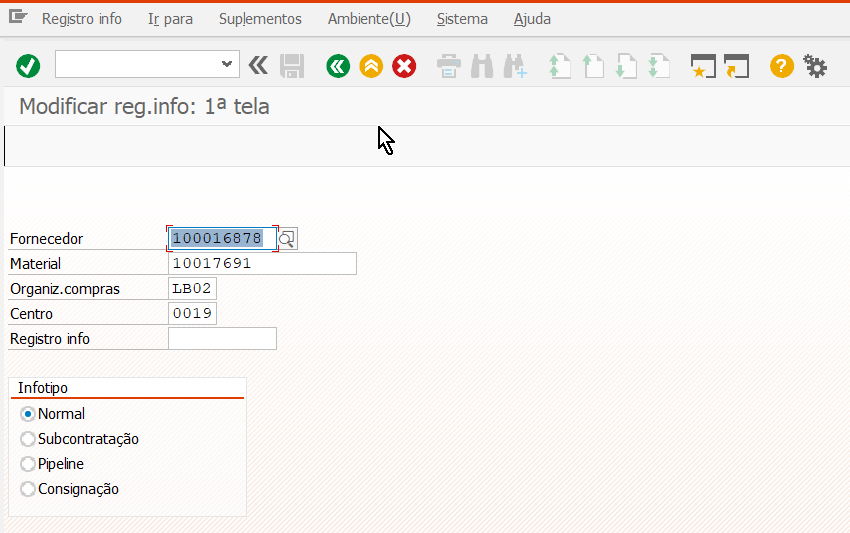 Registro info Ir para Suplementos Ambiente(U) Sistema Ajuda
Modificar reg.info: 1ª tela
Fornecedor 100016878
Material 10017691
Organiz.compras LB02
Centro 0019
Registro info
Infotipo
Normal
Subcontratação
Pipeline
Consignação